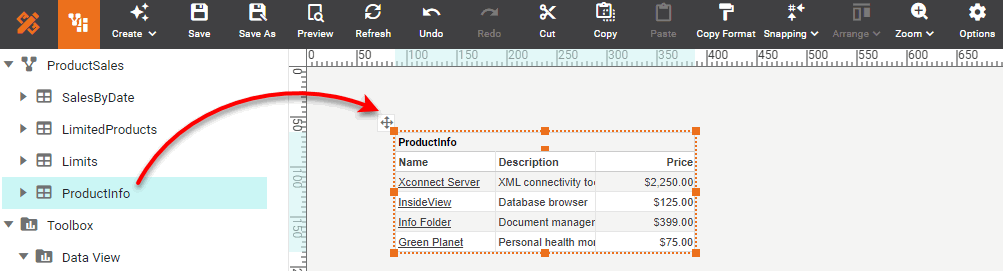 Create Save Save As Preview Refresh Undo Redo Cut Copy Paste Copy Format Snapping Arrange Zoom Options
0 50 100 150 200 250 300 350 400 450 500 550 600 650
ProductSales
SalesByDate
LimitedProducts
Limits
ProductInfo
Toolbox
Data View
0
50
100
150
ProductInfo
Name Description Price
Xconnect Server XML connectivity too $2,250.00
InsideView Database browser $125.00
Info Folder Document manager $399.00
Green Planet Personal health mor $75.00